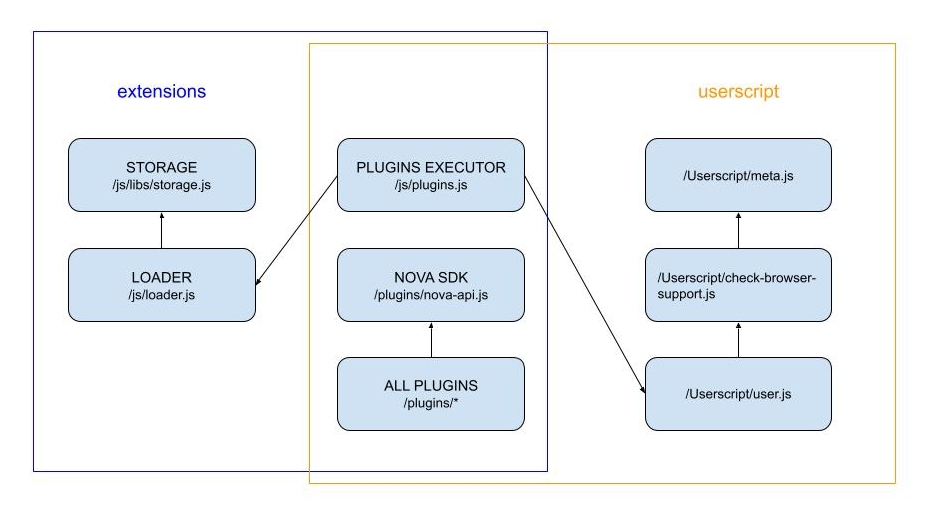 extensions
userscript
STORAGE
/js/libs/storage.js
PLUGINS EXECUTOR
/js/plugins.js
/Userscript/meta.js
LOADER
/js/loader.js
NOVA SDK
/plugins/nova-api.js
/Userscript/check-browser-
support.js
ALL PLUGINS
/plugins/*
/Userscript/user.js